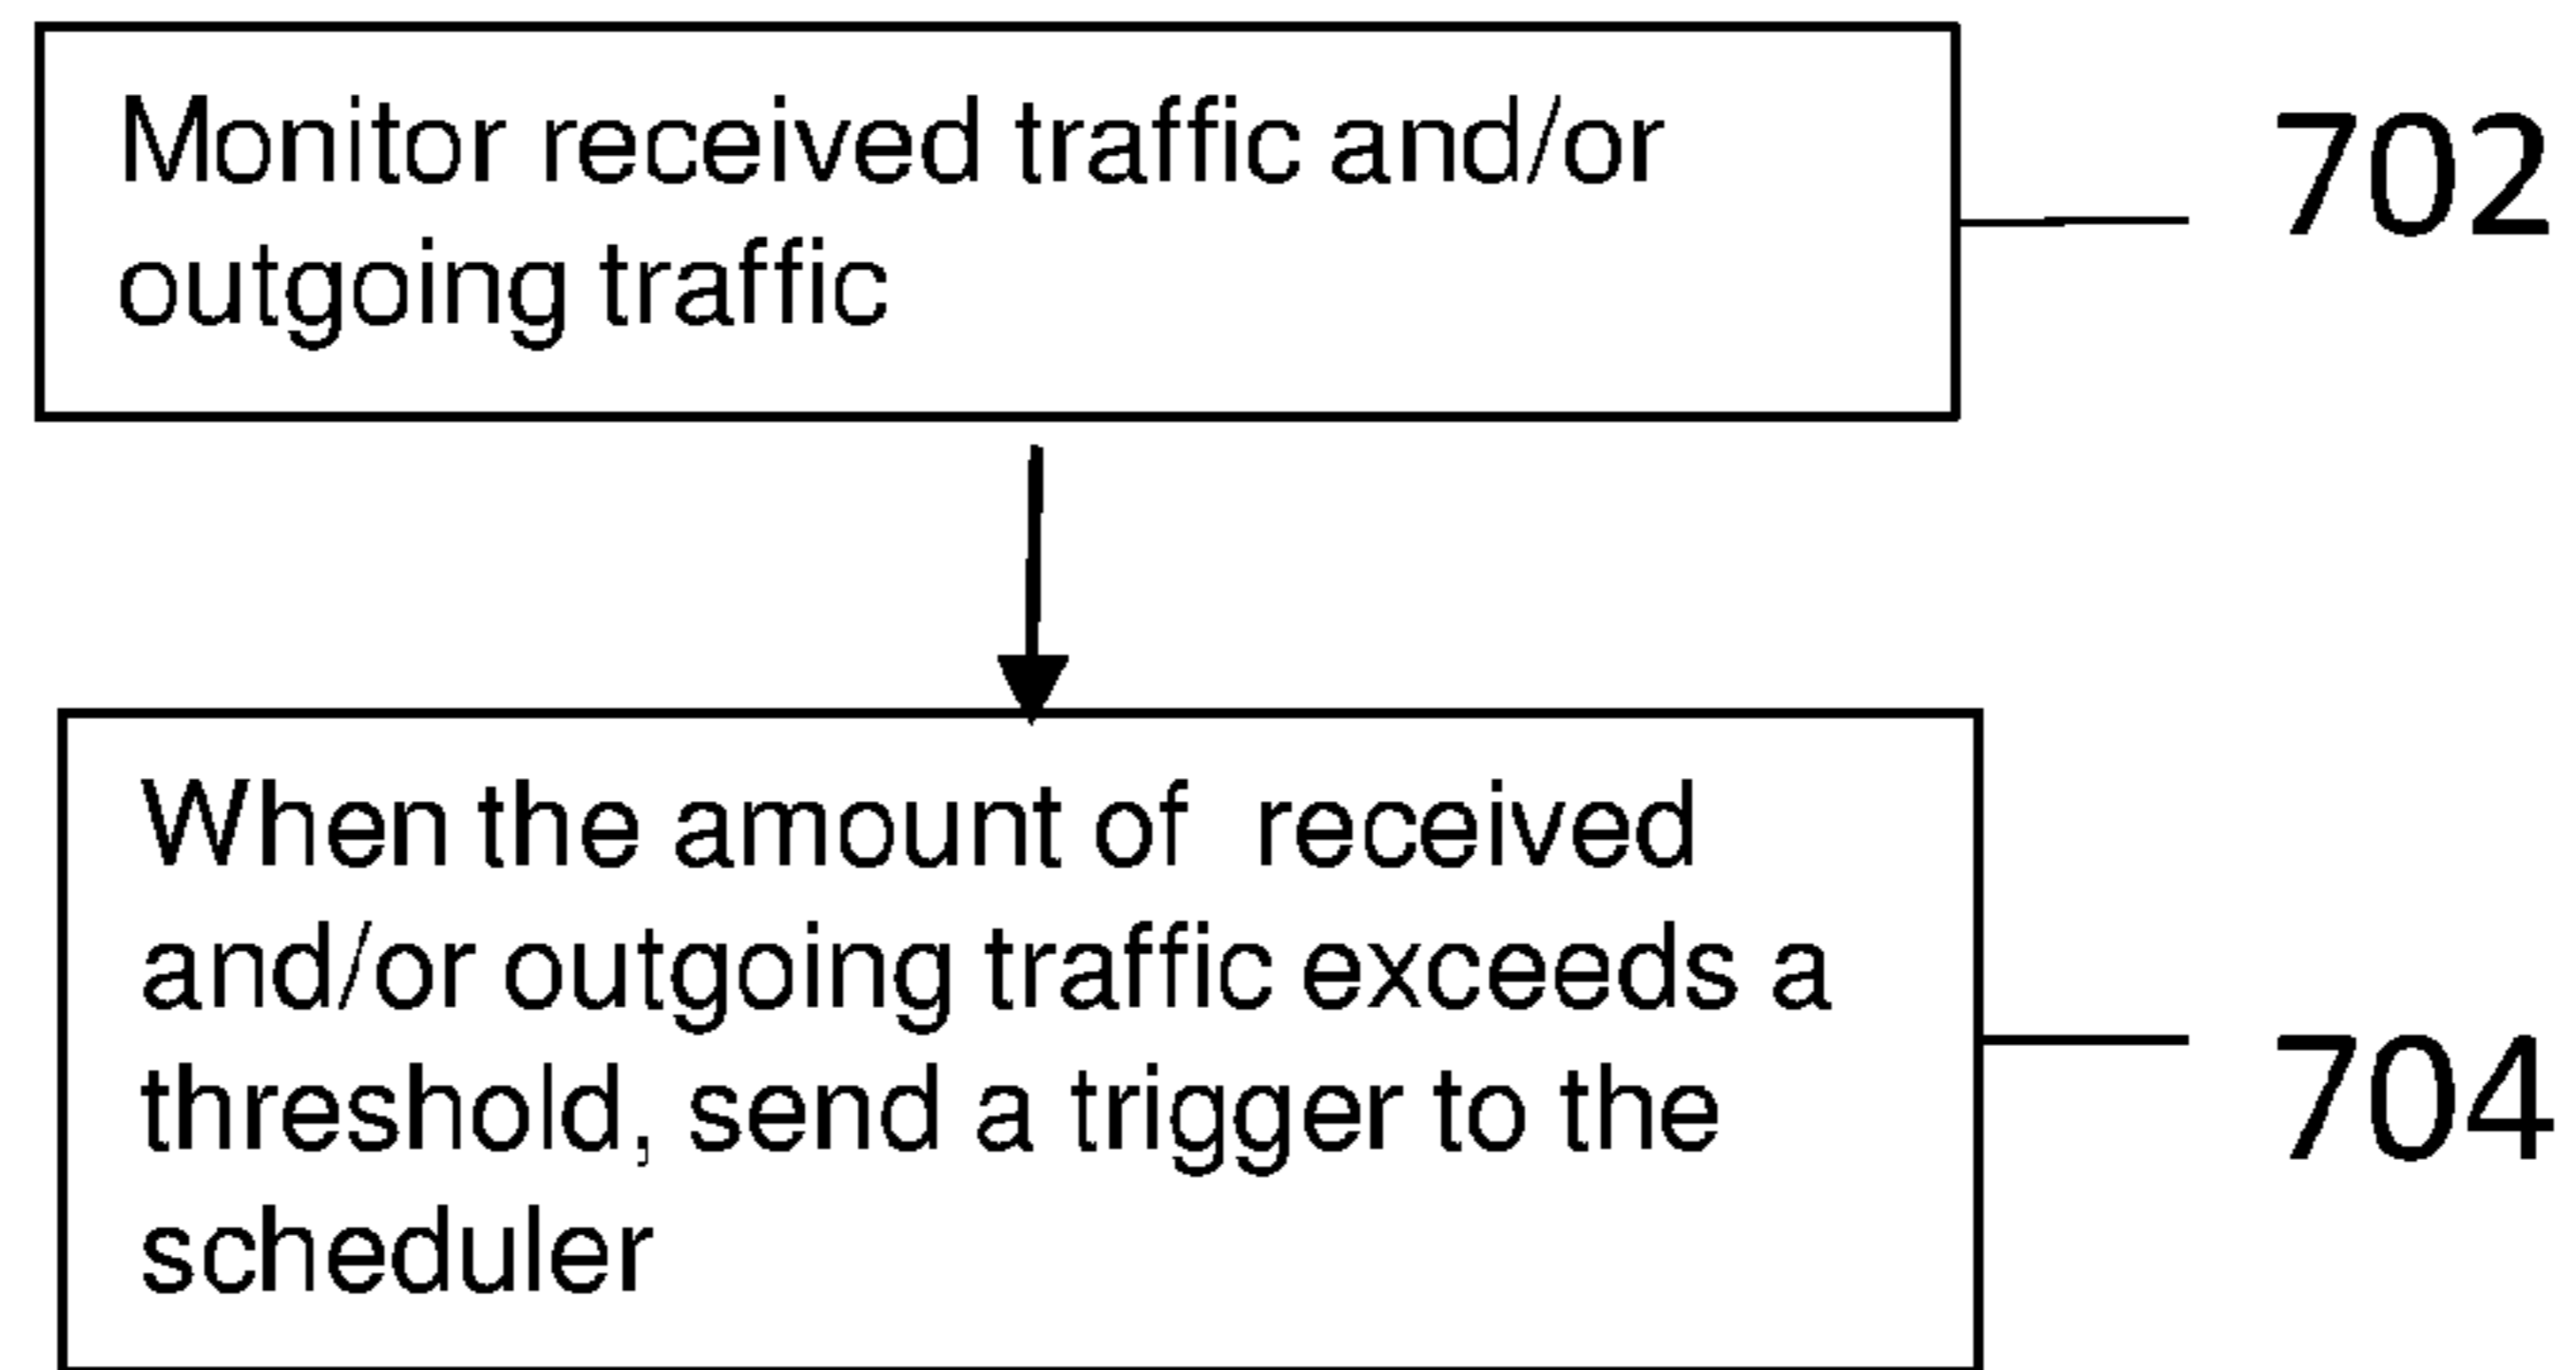 Monitor received traffic and/or
outgoing traffic
702
When the amount of  received
and/or outgoing traffic exceeds a
threshold, send a trigger to the
scheduler
704